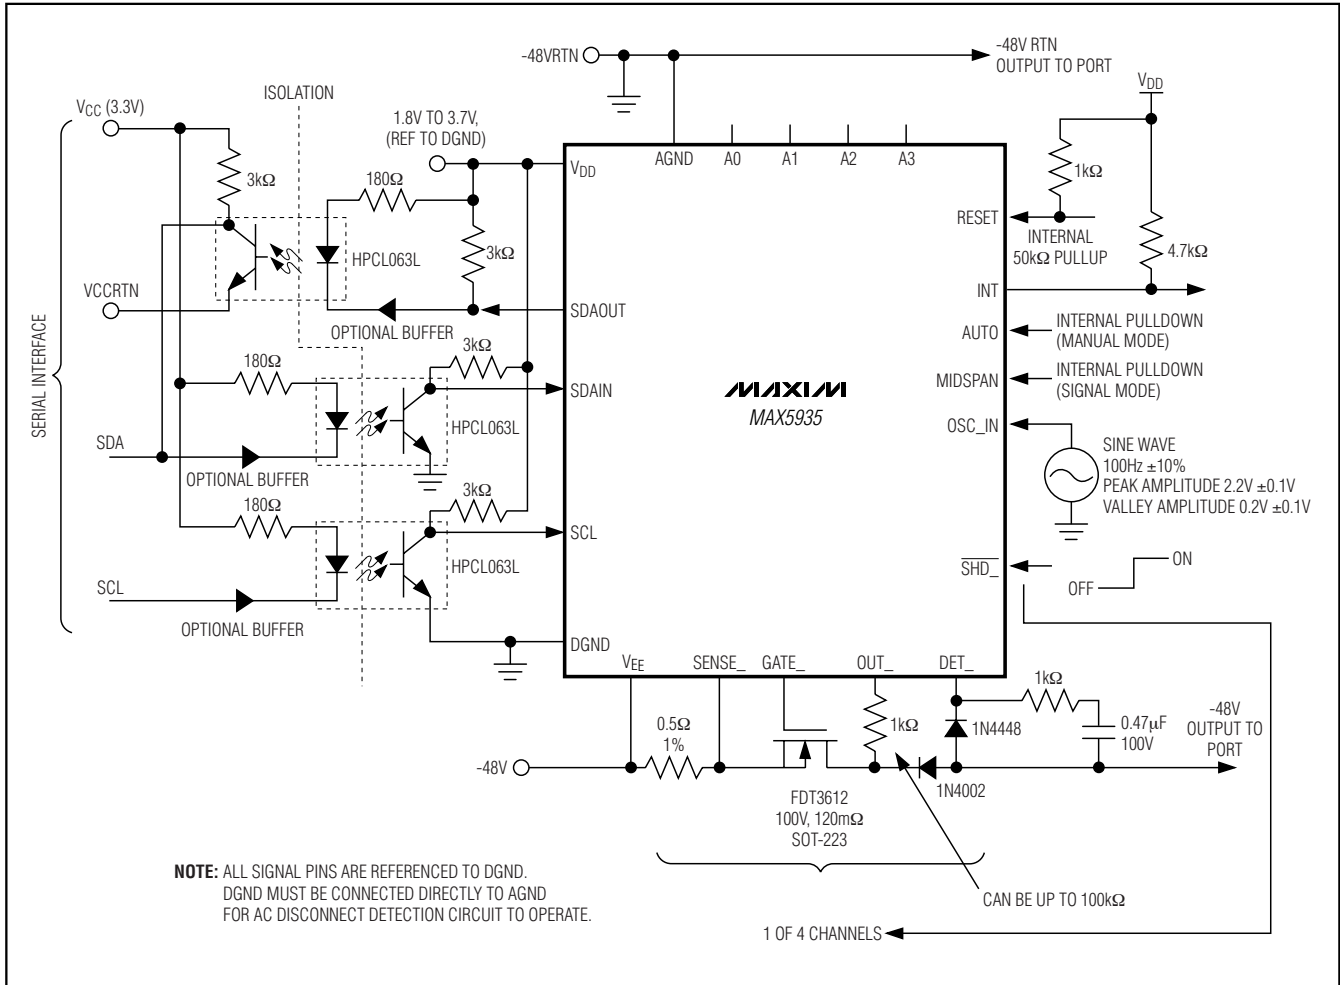 -48VRTN
-48V RTN
OUTPUT TO PORT
ISOLATION
VCC (3.3V)
1.8V TO 3.7V,
(REF TO DGND)
VDD
AGND
A0
A1
A2
A3
VDD
180Ω
3kΩ
1kΩ
RESET
INTERNAL
50kΩ PULLUP
3kΩ
HPCL063L
4.7kΩ
VCCRTN
SDAOUT
INT
OPTIONAL BUFFER
AUTO
INTERNAL PULLDOWN
(MANUAL MODE)
3kΩ
180Ω
SERIAL INTERFACE
SDAIN
MAXIM
MAX5935
MIDSPAN
INTERNAL PULLDOWN
(SIGNAL MODE)
HPCL063L
OSC_IN
SDA
OPTIONAL BUFFER
SINE WAVE
100Hz ±10%
PEAK AMPLITUDE 2.2V ±0.1V
VALLEY AMPLITUDE 0.2V ±0.1V
3kΩ
180Ω
SCL
HPCL063L
SHD_
ON
OFF
SCL
OPTIONAL BUFFER
DGND
VEE
SENSE_
GATE_
OUT_
DET_
1kΩ
0.5Ω
1%
1kΩ
1N4448
0.47µF
100V
-48V
OUTPUT TO
PORT
-48V
1N4002
FDT3612
100V, 120mΩ
SOT-223
NOTE: ALL SIGNAL PINS ARE REFERENCED TO DGND.
DGND MUST BE CONNECTED DIRECTLY TO AGND
FOR AC DISCONNECT DETECTION CIRCUIT TO OPERATE.
CAN BE UP TO 100kΩ
1 OF 4 CHANNELS